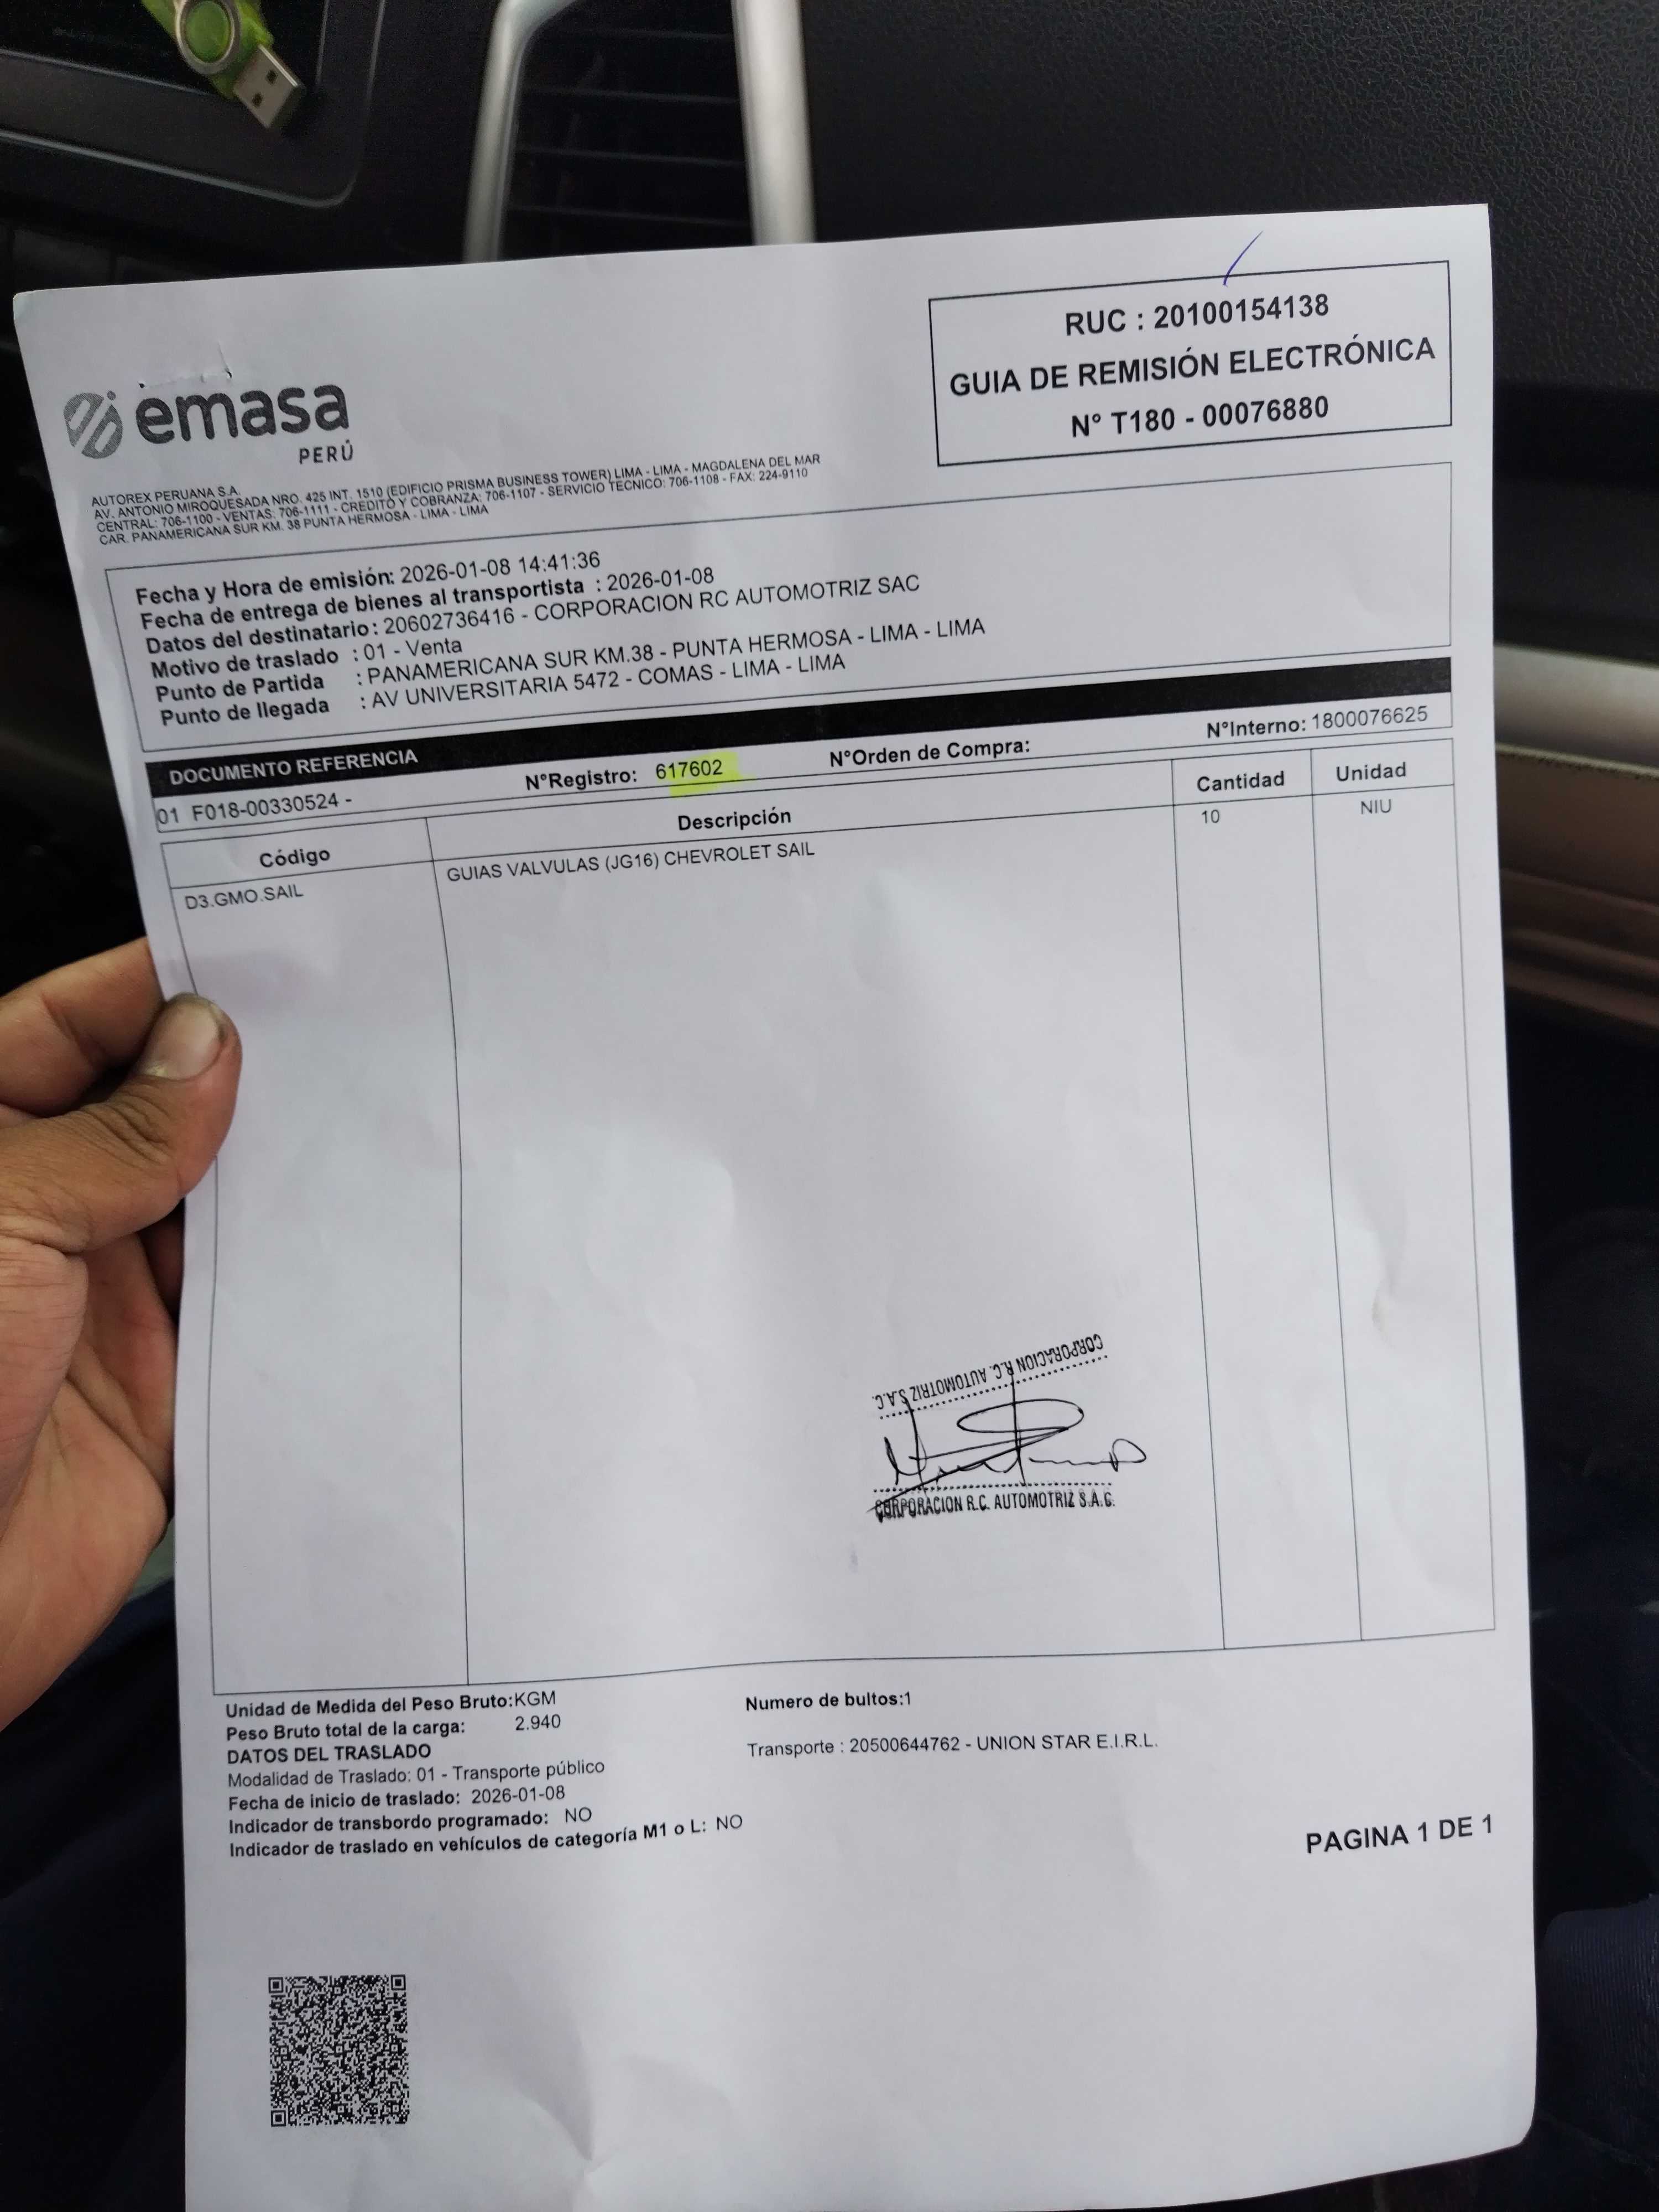 RUC : 20100154138
GUIA DE REMISIÓN ELECTRÓNICA
N° T180 - 00076880
emasa
PERÚ
AUTOREX PERUANA S.A.
AV. ANTONIO MIROQUESADA NRO. 425 INT. 1510 (EDIFICIO PRISMA BUSINESS TOWER) LIMA - LIMA - MAGDALENA DEL MAR
CENTRAL: 706-1100 - VENTAS: 706-1111 - CREDITO Y COBRANZA: 706-1107 - SERVICIO TECNICO: 706-1108 - FAX: 224-9110
CAR. PANAMERICANA SUR KM. 38 PUNTA HERMOSA - LIMA - LIMA
Fecha y Hora de emisión: 2026-01-08 14:41:36
Fecha de entrega de bienes al transportista : 2026-01-08
Datos del destinatario : 20602736416 - CORPORACION RC AUTOMOTRIZ SAC
Motivo de traslado : 01 - Venta
Punto de Partida : PANAMERICANA SUR KM.38 - PUNTA HERMOSA - LIMA - LIMA
Punto de llegada : AV UNIVERSITARIA 5472 - COMAS - LIMA - LIMA
DOCUMENTO REFERENCIA
01 F018-00330524 - N°Registro: 617602 N°Orden de Compra: N°Interno: 1800076625
Código Descripción Cantidad Unidad
D3.GMO.SAIL GUIAS VALVULAS (JG16) CHEVROLET SAIL 10 NIU
CORPORACION R.C. AUTOMOTRIZ S.A.C.
CORPORACION R.C. AUTOMOTRIZ S.A.C.
Unidad de Medida del Peso Bruto:KGM Numero de bultos:1
Peso Bruto total de la carga: 2.940
DATOS DEL TRASLADO Transporte : 20500644762 - UNION STAR E.I.R.L.
Modalidad de Traslado: 01 - Transporte público
Fecha de inicio de traslado: 2026-01-08
Indicador de transbordo programado: NO
Indicador de traslado en vehículos de categoría M1 o L: NO
PAGINA 1 DE 1